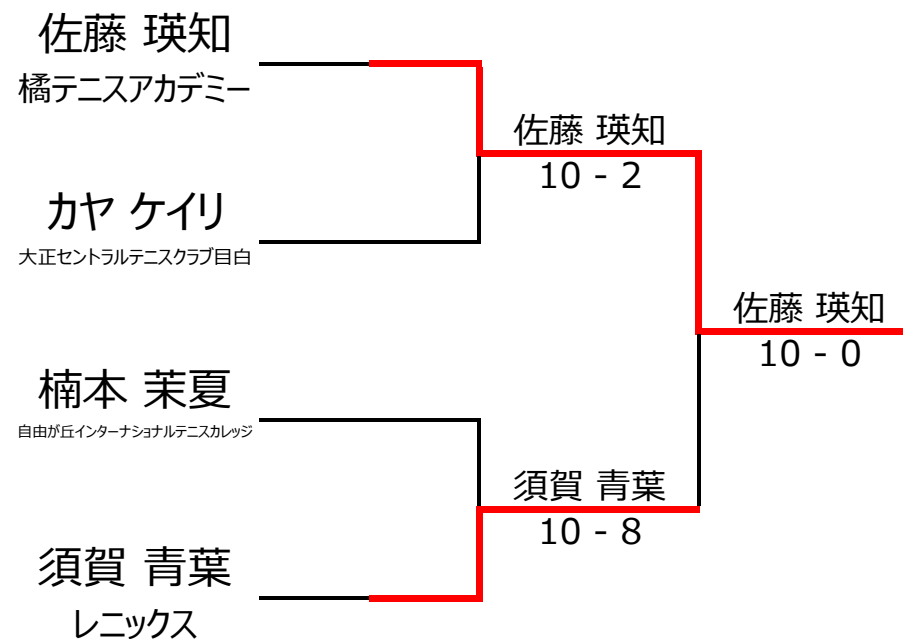 佐藤 瑛知
橘テニスアカデミー
佐藤 瑛知
10 - 2
カヤ ケイリ
大正セントラルテニスクラブ目白
佐藤 瑛知
10 - 0
楠本 茉夏
自由が丘インターナショナルテニスカレッジ
須賀 青葉
10 - 8
須賀 青葉
レニックス